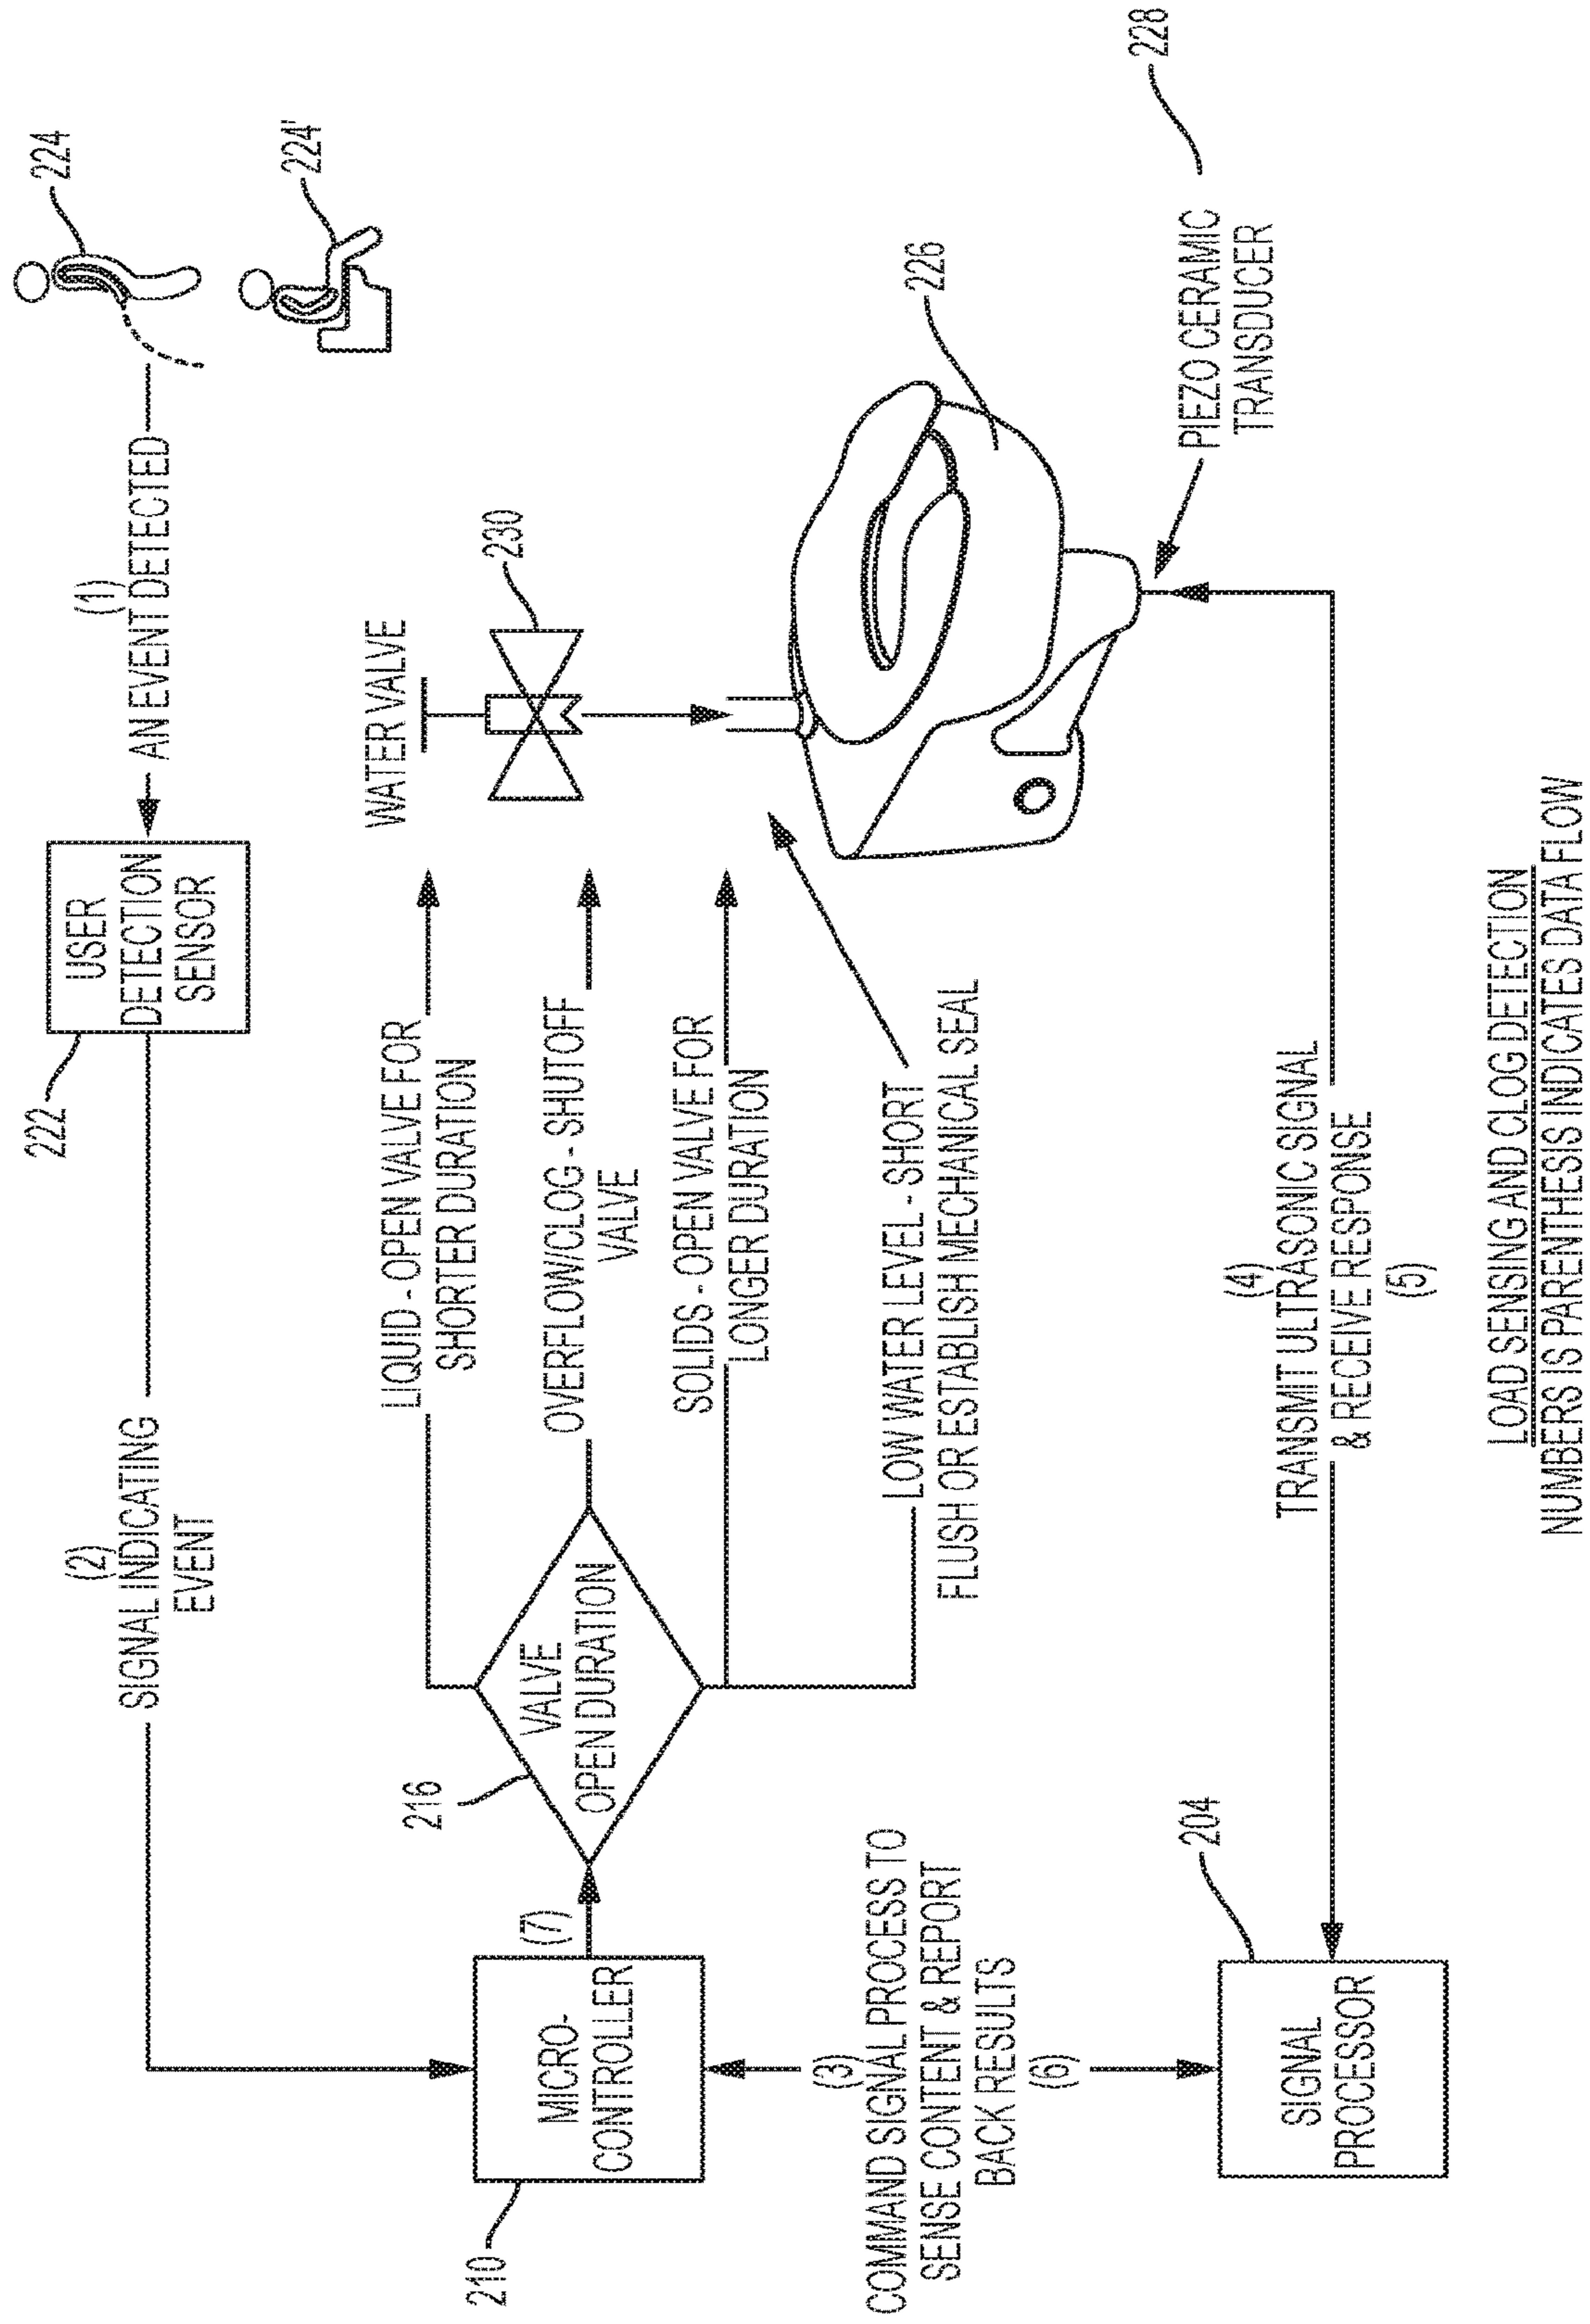 224
224'
(1)
AN EVENT DETECTED
USER
DETECTION
SENSOR
222
(2)
SIGNAL INDICATING
EVENT
MICRO-
CONTROLLER
210
(7)
VALVE
OPEN DURATION
216
LIQUID - OPEN VALVE FOR
SHORTER DURATION
OVERFLOW/CLOG - SHUTOFF
VALVE
SOLIDS - OPEN VALVE FOR
LONGER DURATION
LOW WATER LEVEL - SHORT
FLUSH OR ESTABLISH MECHANICAL SEAL
WATER VALVE
230
226
228
PIEZO CERAMIC
TRANSDUCER
(3)
COMMAND SIGNAL PROCESS TO
SENSE CONTENT & REPORT
BACK RESULTS
(6)
SIGNAL
PROCESSOR
204
(4)
TRANSMIT ULTRASONIC SIGNAL
& RECEIVE RESPONSE
(5)
LOAD SENSING AND CLOG DETECTION
NUMBERS IS PARENTHESIS INDICATES DATA FLOW